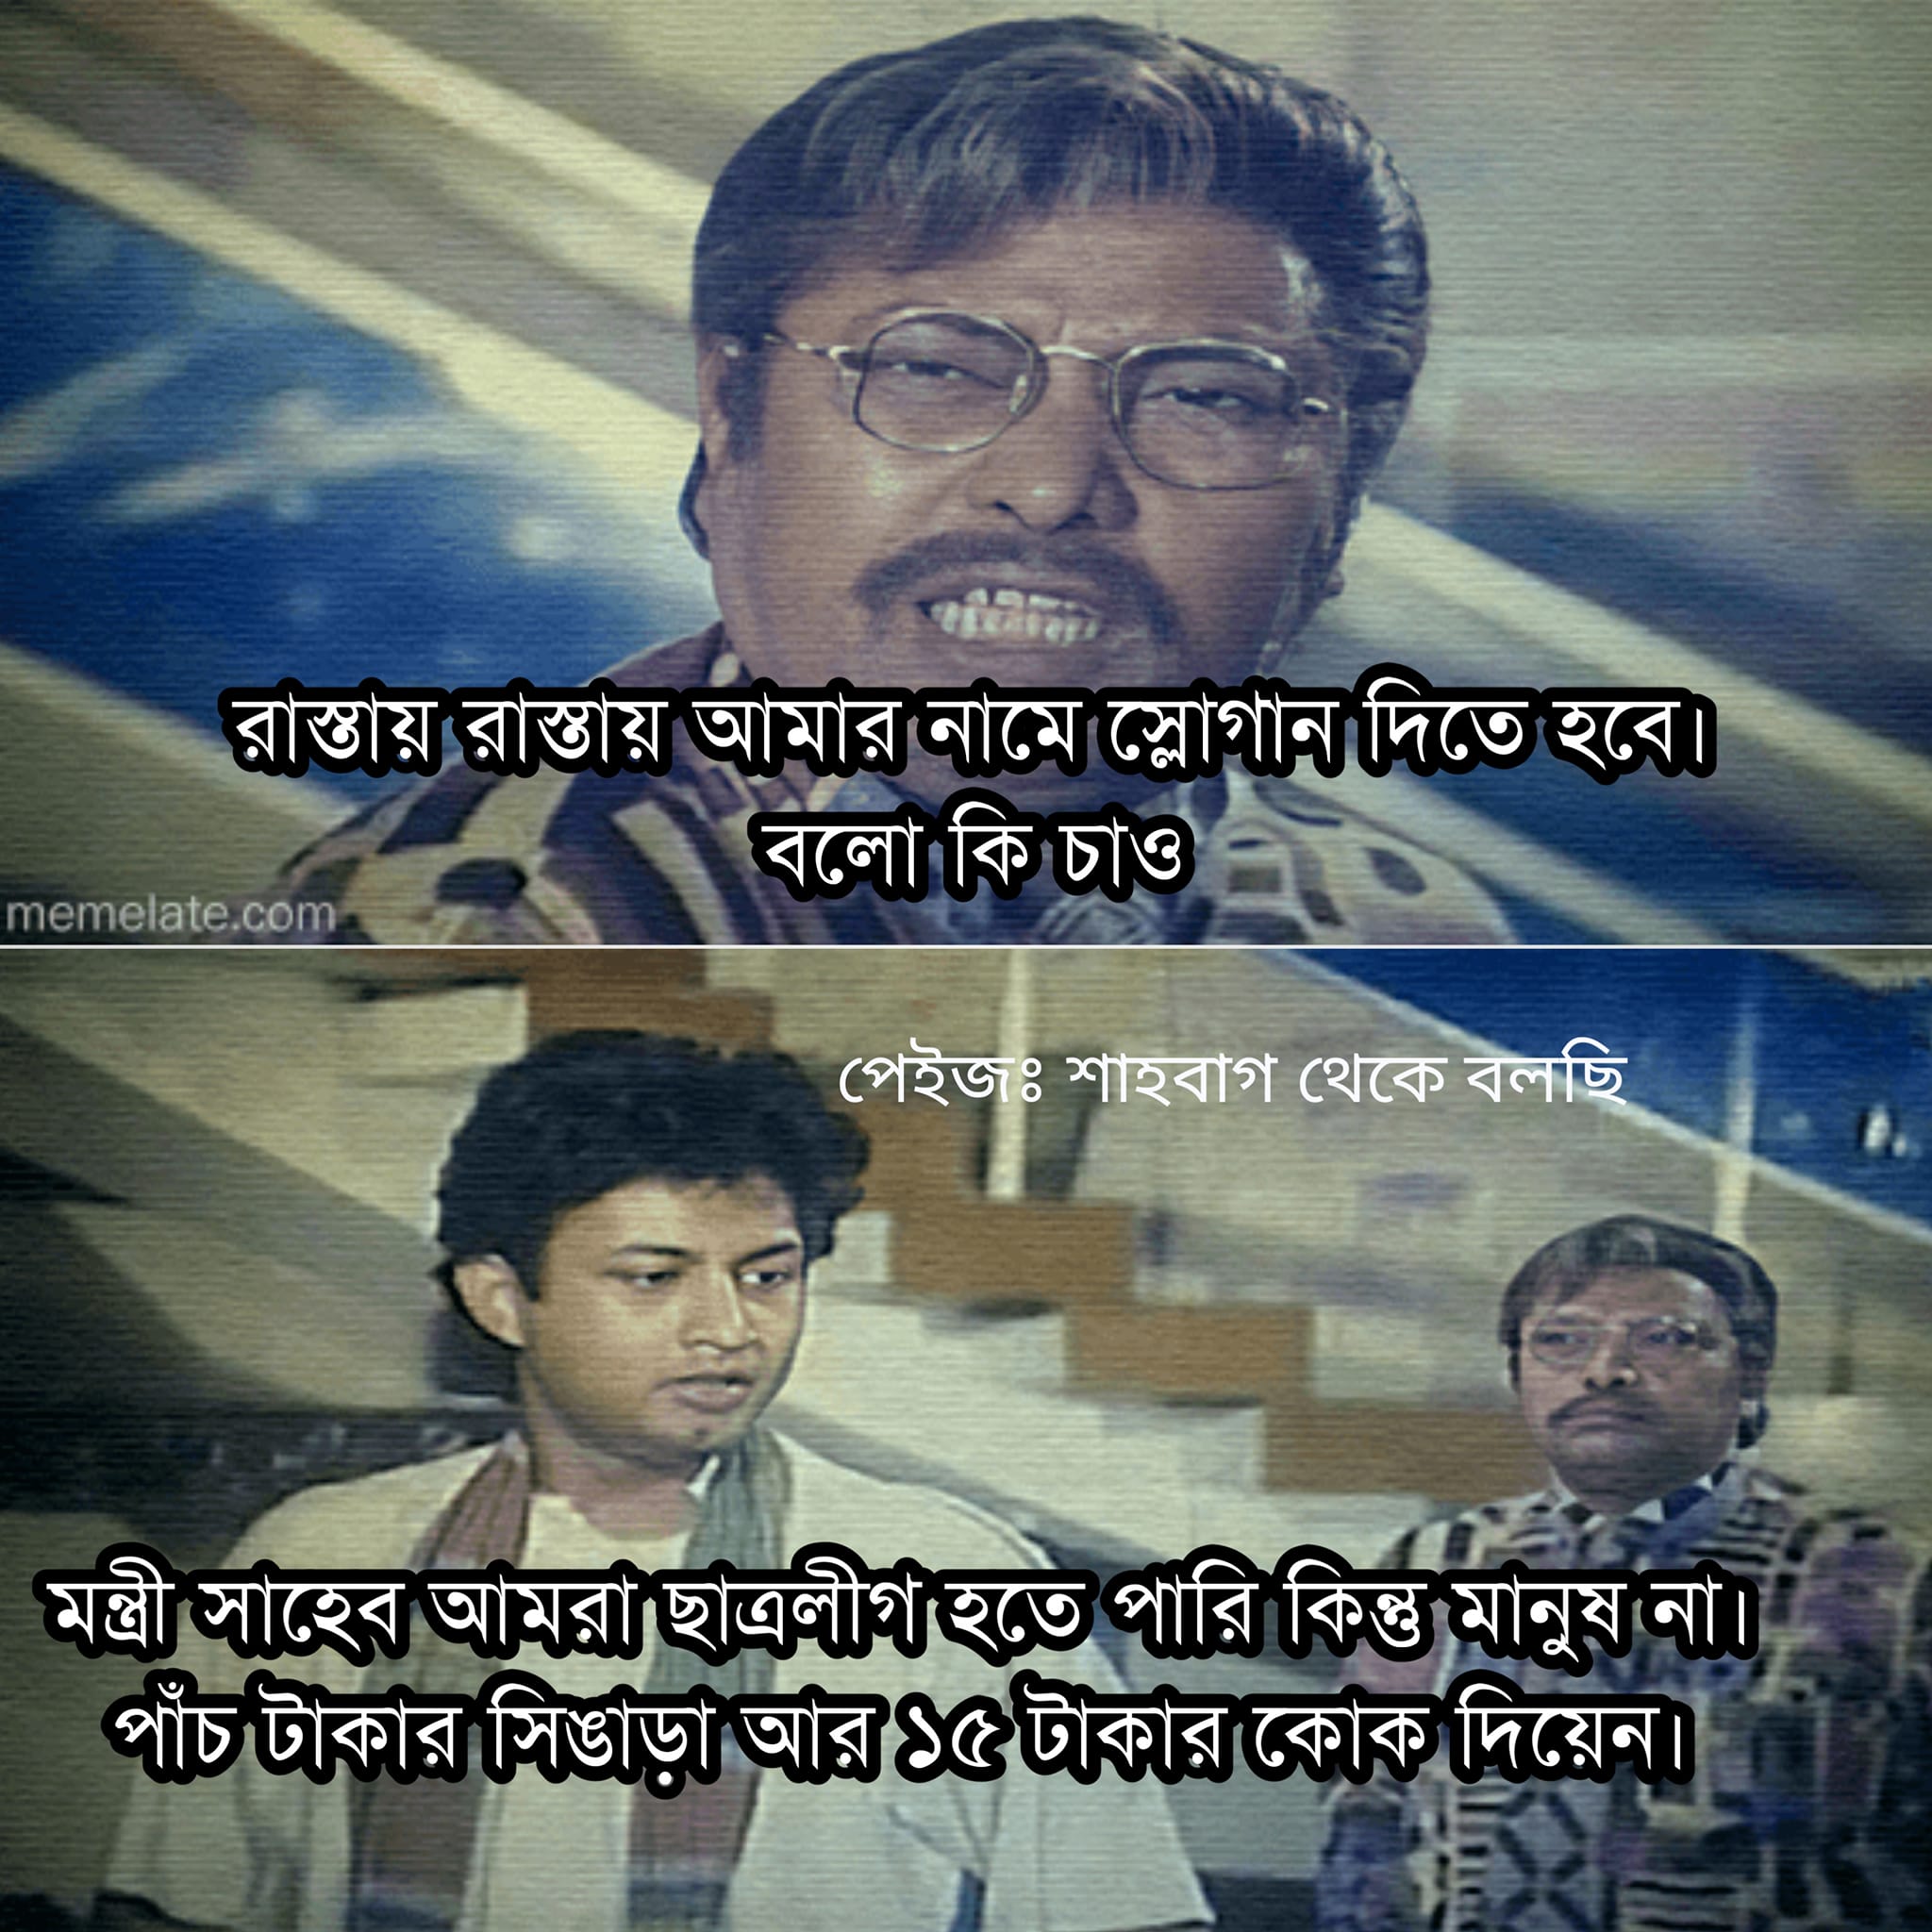 রাস্তায় রাস্তায় আমার নামে স্লোগান দিতে হবে।
বলো কি চাও
memelate.com
পেইজঃ শাহবাগ থেকে বলছি
মন্ত্রী সাহেব আমরা ছাত্রলীগ হতে পারি কিন্তু মানুষ না।
পাঁচ টাকার সিঙাড়া আর ১৫ টাকার কোক দিয়েন।